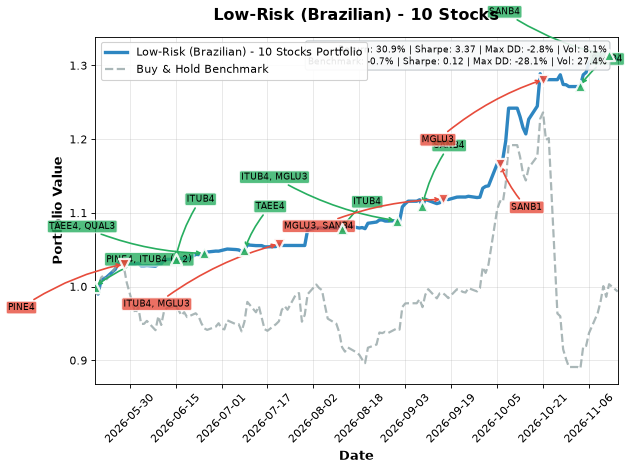 Low-Risk (Brazilian) - 10 Stocks
SANB4
Low-Risk (Brazilian) - 10 Stocks Portfolio
Buy & Hold Benchmark
30.9% | Sharpe: 3.37 | Max DD: -2.8% | Vol: 8.1%
-0.7% | Sharpe: 0.12 | Max DD: -28.1% | Vol: 27.4%
1.3
1.2
1.1
1.0
0.9
Portfolio Value
MGLU3
SANB4
ITUB4, MGLU3
ITUB4
TAEE4
ITUB4
SANB1
TAEE4, QUAL3
MGLU3, SANB4
PINE4
ITUB4, MGLU3
2026-05-30
2026-06-15
2026-07-01
2026-07-17
2026-08-02
2026-08-18
2026-09-03
2026-09-19
2026-10-05
2026-10-21
2026-11-06
Date